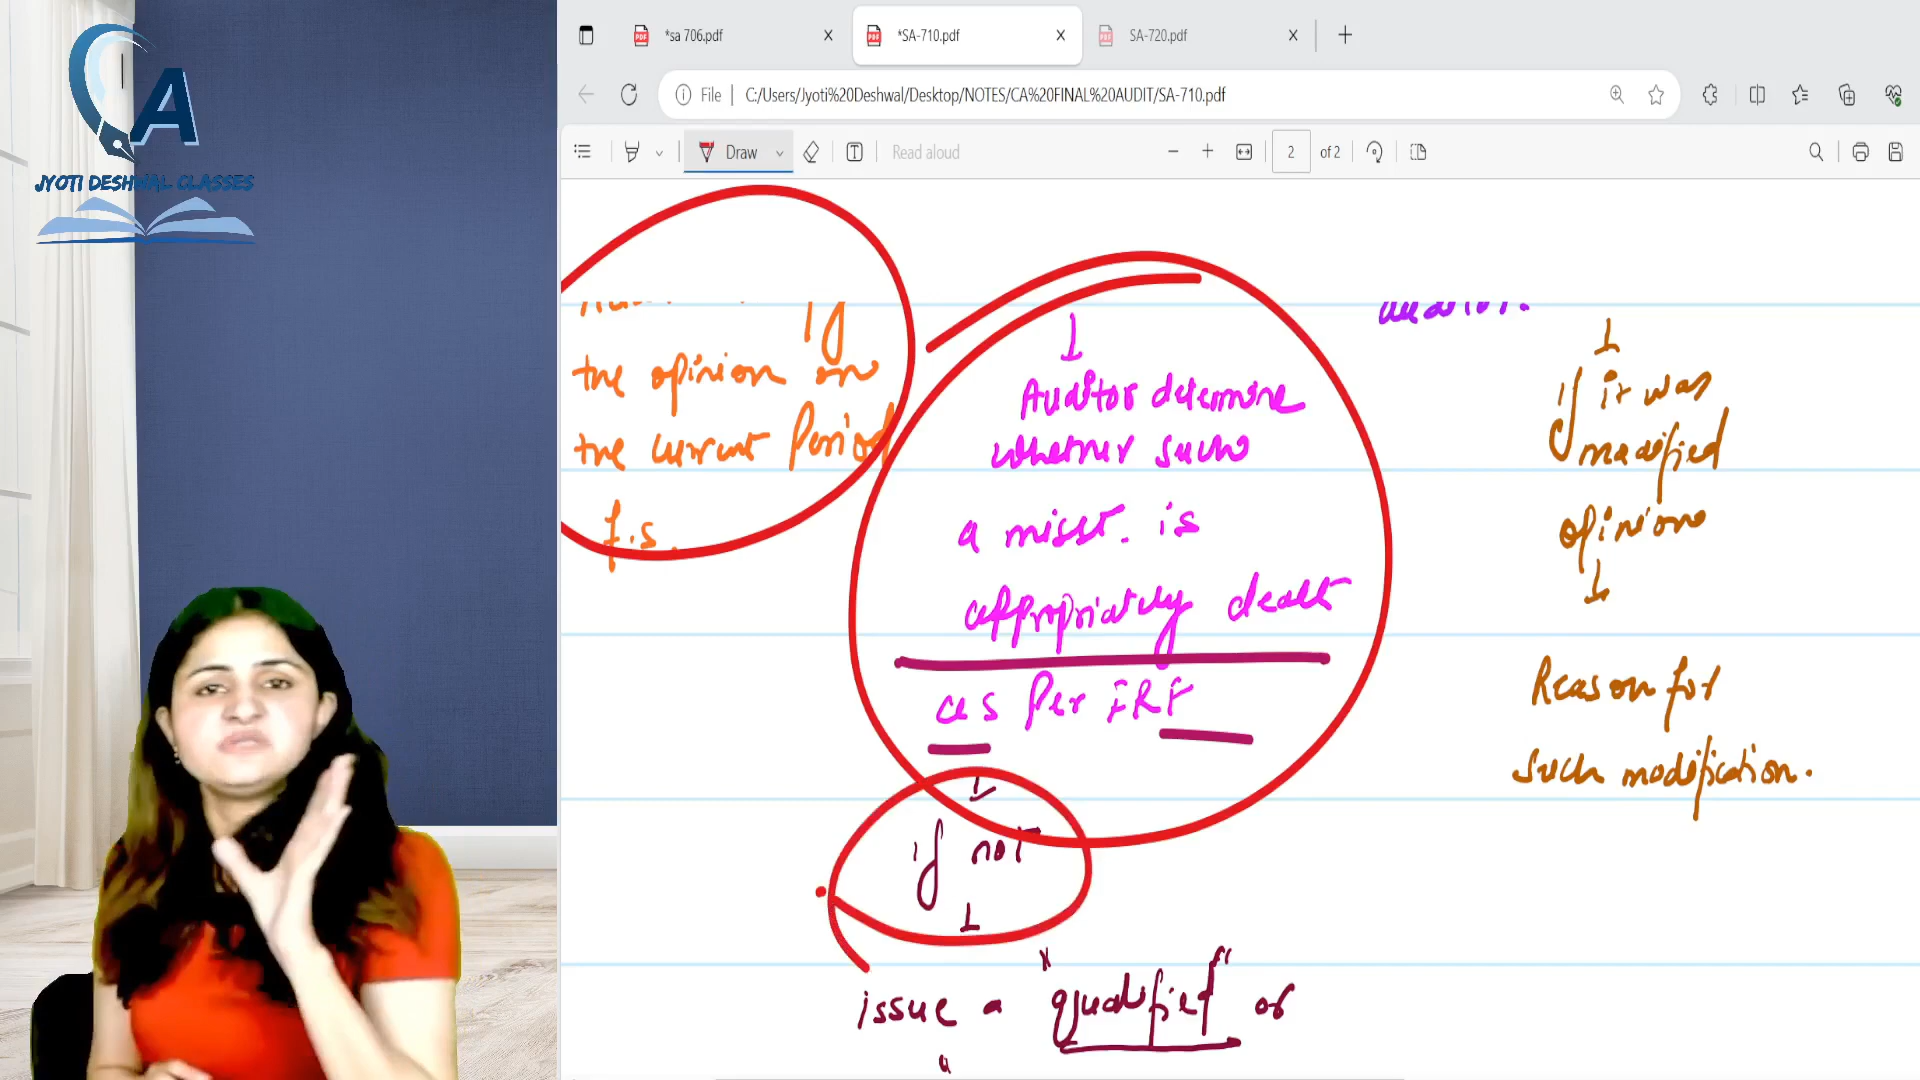 CA
JYOTI DESHWAL CLASSES
*sa 706.pdf
*SA-710.pdf
SA-720.pdf
File
C:/Users/Jyoti%20Deshwal/Desktop/NOTES/CA%20FINAL%20AUDIT/SA-710.pdf
Draw
Read aloud
2 of 2
the opinion on
the current Period
f.s.
Auditor determine
whether such
a misst. is
appropriately dealt
as Per FRF
if not
issue a "qualified" or
auditor.
if it was
modified
opinion
Reason for
such modification.